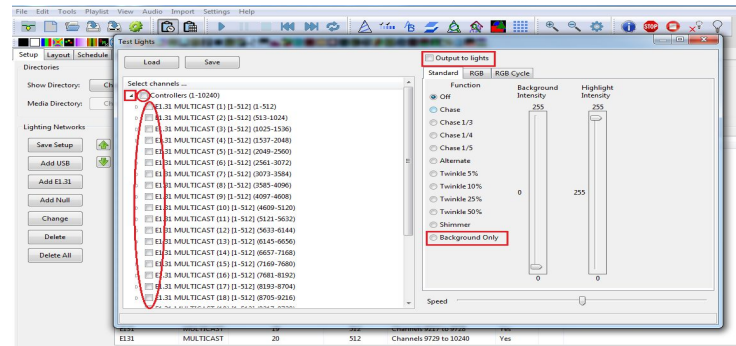 File Edit Tools Playlist View Audio Import Settings Help
Test Lights
Setup Layout Schedule
Directories
Show Directory:
Media Directory:
Lighting Networks
Save Setup
Add USB
Add E1.31
Add Null
Change
Delete
Delete All
Load Save
Select channels ...
Controllers (1-10240)
E1.31 MULTICAST (1) [1-512] (1-512)
E1.31 MULTICAST (2) [1-512] (513-1024)
E1.31 MULTICAST (3) [1-512] (1025-1536)
E1.31 MULTICAST (4) [1-512] (1537-2048)
E1.31 MULTICAST (5) [1-512] (2049-2560)
E1.31 MULTICAST (6) [1-512] (2561-3072)
E1.31 MULTICAST (7) [1-512] (3073-3584)
E1.31 MULTICAST (8) [1-512] (3585-4096)
E1.31 MULTICAST (9) [1-512] (4097-4608)
E1.31 MULTICAST (10) [1-512] (4609-5120)
E1.31 MULTICAST (11) [1-512] (5121-5632)
E1.31 MULTICAST (12) [1-512] (5633-6144)
E1.31 MULTICAST (13) [1-512] (6145-6656)
E1.31 MULTICAST (14) [1-512] (6657-7168)
E1.31 MULTICAST (15) [1-512] (7169-7680)
E1.31 MULTICAST (16) [1-512] (7681-8192)
E1.31 MULTICAST (17) [1-512] (8193-8704)
E1.31 MULTICAST (18) [1-512] (8705-9216)
Output to lights
Standard RGB RGB Cycle
Function
Off
Chase
Chase 1/3
Chase 1/4
Chase 1/5
Alternate
Twinkle 5%
Twinkle 10%
Twinkle 25%
Twinkle 50%
Shimmer
Background Only
Background Intensity
255
0
0
Highlight Intensity
255
255
0
Speed
E131 MULTICAST 19 512 Channels 9217 to 9728 Yes
E131 MULTICAST 20 512 Channels 9729 to 10240 Yes